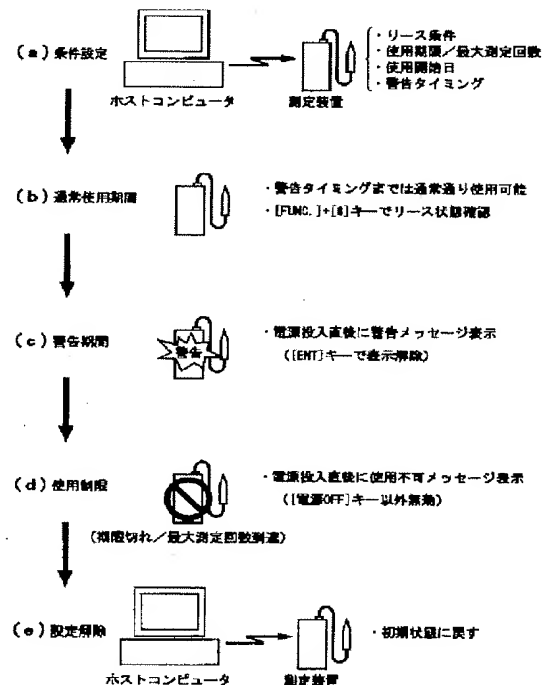 (a) 条件設定
ホストコンピュータ
測定装置
・リース条件
・使用期限/最大測定回数
・使用開始日
・警告タイミング
(b) 通常使用期間
・警告タイミングまでは通常通り使用可能
・[FUNC.]+[8]キーでリース状態確認
(c) 警告期間
警告
・電源投入直後に警告メッセージ表示
([ENT]キーで表示解除)
(d) 使用制限
・電源投入直後に使用不可メッセージ表示
([電源OFF]キー以外無効)
(期限切れ/最大測定回数到達)
(e) 設定解除
・初期状態に戻す
ホストコンピュータ
測定装置